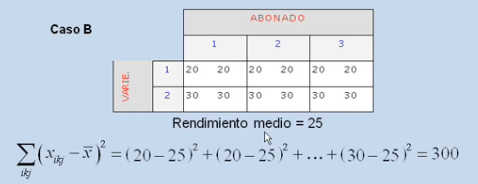 ABONADO
Caso B
1 2 3
VARIE. 1 20 20 20 20 20 20
2 30 30 30 30 30 30
Rendimiento medio = 25
∑ikj (xikj − x̄)² = (20−25)² + (20−25)² + ... + (30−25)² = 300